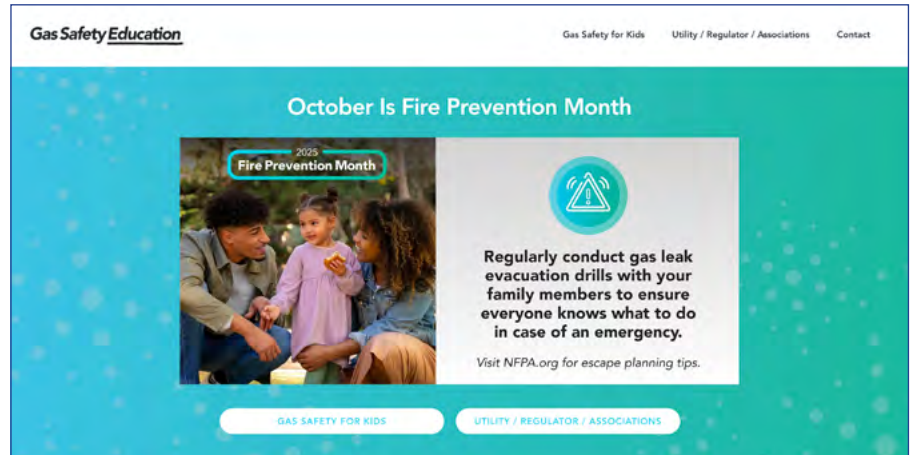 Gas Safety Education
Gas Safety for Kids
Utility / Regulator / Associations
Contact
October Is Fire Prevention Month
2025
Fire Prevention Month
Regularly conduct gas leak
evacuation drills with your
family members to ensure
everyone knows what to do
in case of an emergency.
Visit NFPA.org for escape planning tips.
GAS SAFETY FOR KIDS
UTILITY / REGULATOR / ASSOCIATIONS